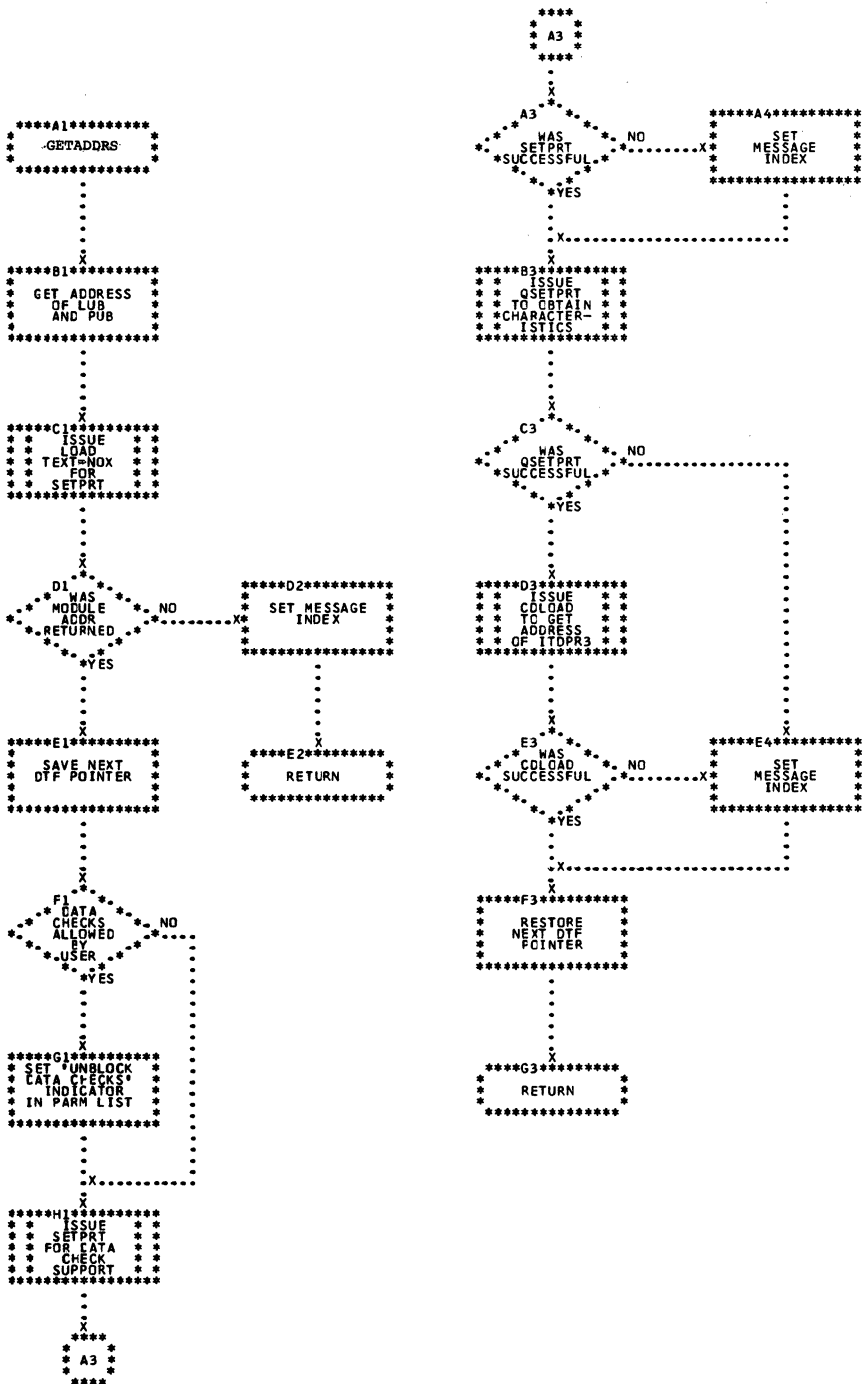 A1
GETADDRS
B1
GET ADDRESS
OF LUB
AND PUB
C1
ISSUE
LOAD
TEXT=NOX
FOR
SETPRT
D1
WAS
MODULE
ADDR
RETURNED
NO
YES
D2
SET MESSAGE
INDEX
E2
RETURN
E1
SAVE NEXT
DTF POINTER
F1
DATA
CHECKS
ALLOWED
BY
USER
NO
YES
G1
SET 'UNBLOCK
CATA CHECKS'
INDICATOR
IN PARM LIST
H1
ISSUE
SETPRT
FOR CATA
CHECK
SUPPORT
A3
A3
A3
WAS
SETPRT
SUCCESSFUL
NO
YES
A4
SET
MESSAGE
INDEX
B3
ISSUE
QSETPRT
TO OBTAIN
CHARACTER-
ISTICS
C3
WAS
QSETPRT
SUCCESSFUL
NO
YES
D3
ISSUE
CDLOAD
TO GET
ADDRESS
OF ITDPR3
E3
WAS
CDLOAD
SUCCESSFUL
NO
YES
E4
SET
MESSAGE
INDEX
F3
RESTORE
NEXT DTF
POINTER
G3
RETURN